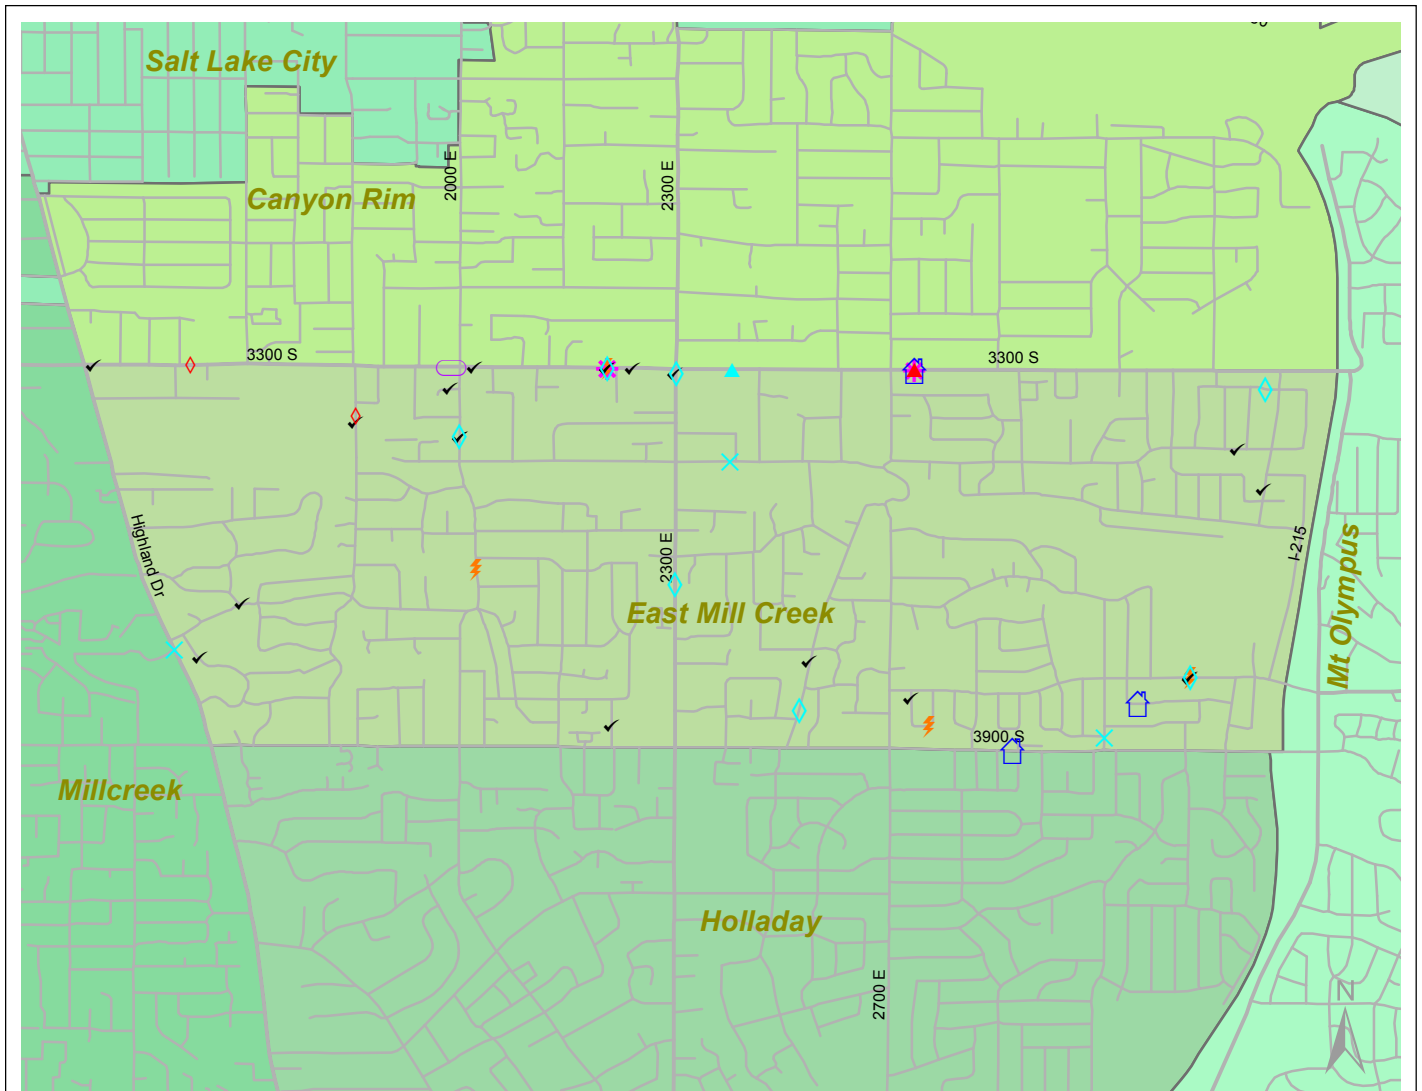 Salt Lake City
2000 E
2300 E
Canyon Rim
3300 S
3300 S
Highland Dr
2300 E
I-215
East Mill Creek
Mt Olympus
3900 S
Millcreek
Holladay
2700 E
N